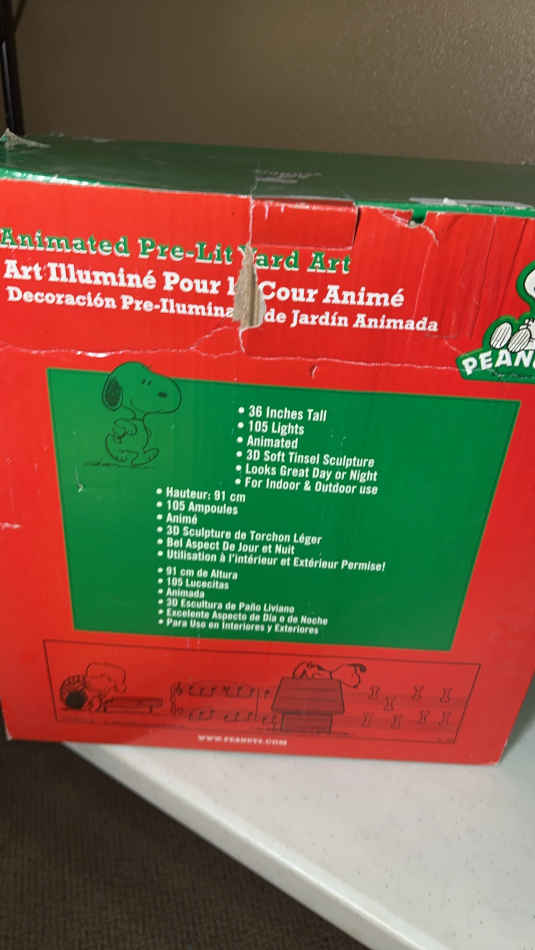 Animated Pre-Lit Yard Art
Art Illuminé Pour Cour Animé
Decoración Pre-Ilumina de Jardín Animada
PEAN
• 36 Inches Tall
• 105 Lights
• Animated
• 3D Soft Tinsel Sculpture
• Looks Great Day or Night
• For Indoor & Outdoor use
• Hauteur: 91 cm
• 105 Ampoules
• Animé
• 3D Sculpture de Torchon Léger
• Bel Aspect De Jour et Nuit
• Utilisation à l'intérieur et Extérieur Permise!
• 91 cm de Altura
• 105 Lucecitas
• Animada
• 3D Escultura de Paño Liviano
• Excelente Aspecto de Día o de Noche
• Para Uso en Interiores y Exteriores
WWW.PEANUTS.COM